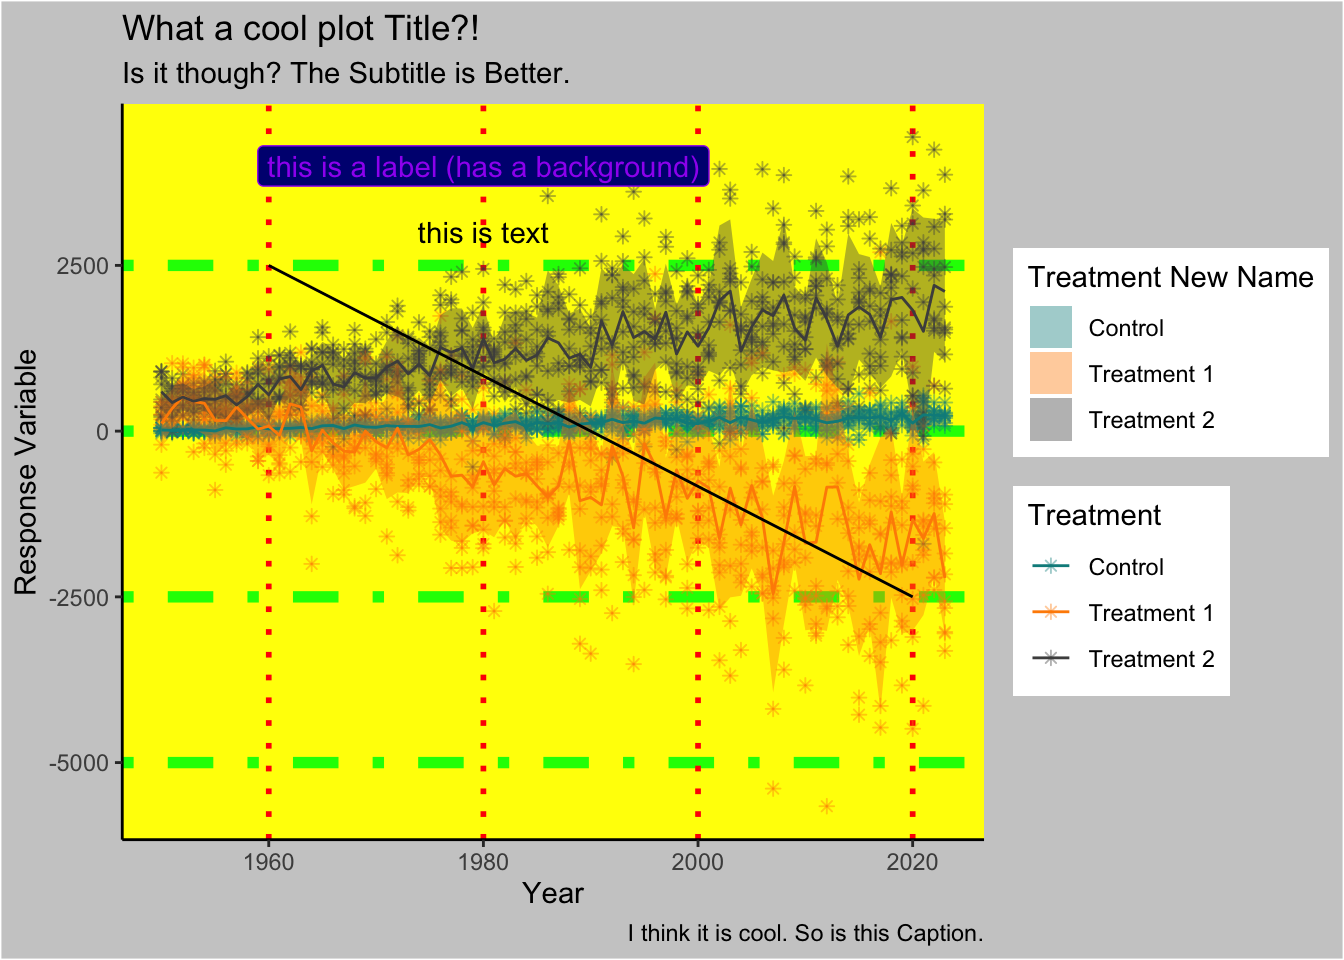 What a cool plot Title?!
Is it though? The Subtitle is Better.
this is a label (has a background)
this is text
Response Variable
2500
0
-2500
-5000
1960 1980 2000 2020
Year
I think it is cool. So is this Caption.
Treatment New Name
Control
Treatment 1
Treatment 2
Treatment
Control
Treatment 1
Treatment 2